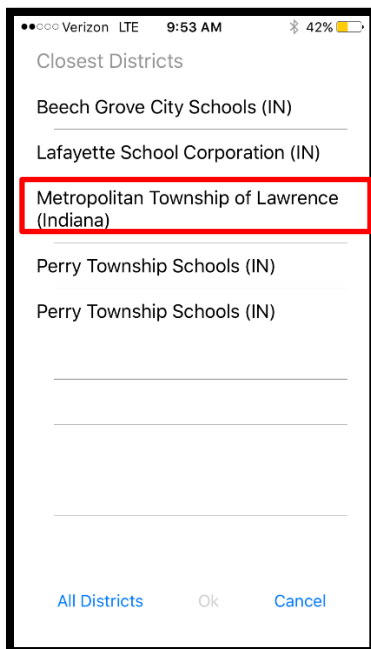 Verizon LTE 9:53 AM 42%
Closest Districts
Beech Grove City Schools (IN)
Lafayette School Corporation (IN)
Metropolitan Township of Lawrence
(Indiana)
Perry Township Schools (IN)
Perry Township Schools (IN)
All Districts Ok Cancel